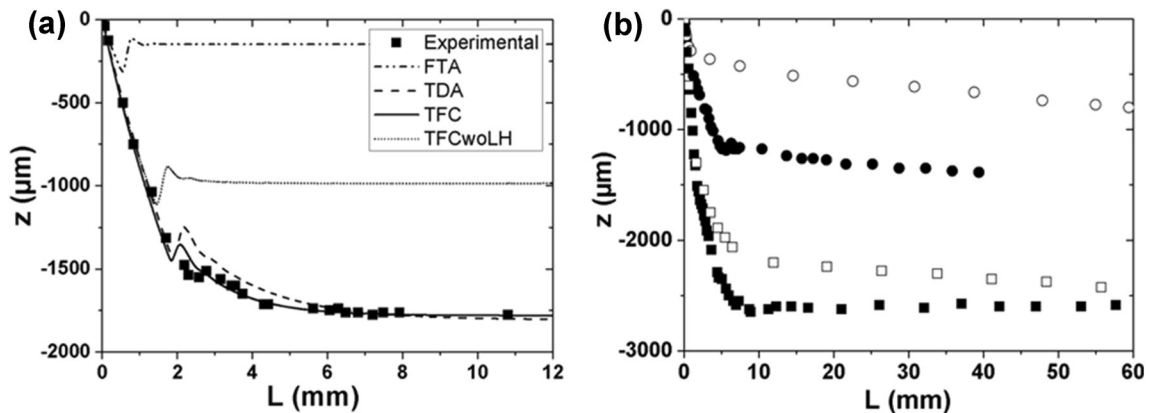 (a)
0
-500
-1000
-1500
-2000
z (µm)
0 2 4 6 8 10 12
L (mm)
Experimental
FTA
TDA
TFC
TFCwoLH
(b)
0
-1000
-2000
-3000
z (µm)
0 10 20 30 40 50 60
L (mm)